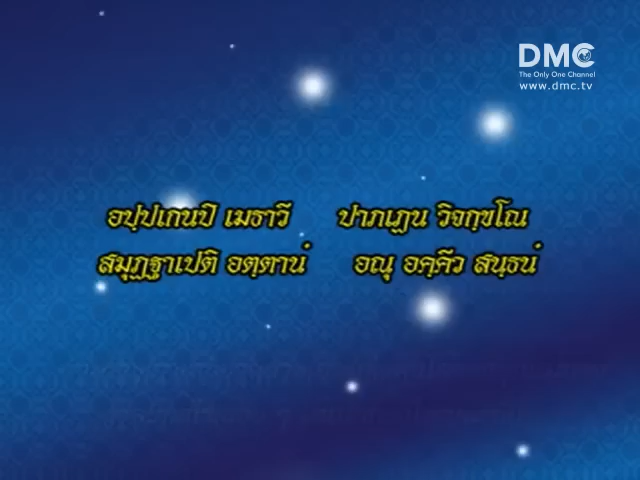 DMC
The Only One Channel
www.dmc.tv
อปฺปเกนปิ เมธาวี ปาภเฏน วิจกฺขโณ
สมุฏฺฐาเปติ อตฺตานํ อณุ อคฺคึว สนฺธนํ